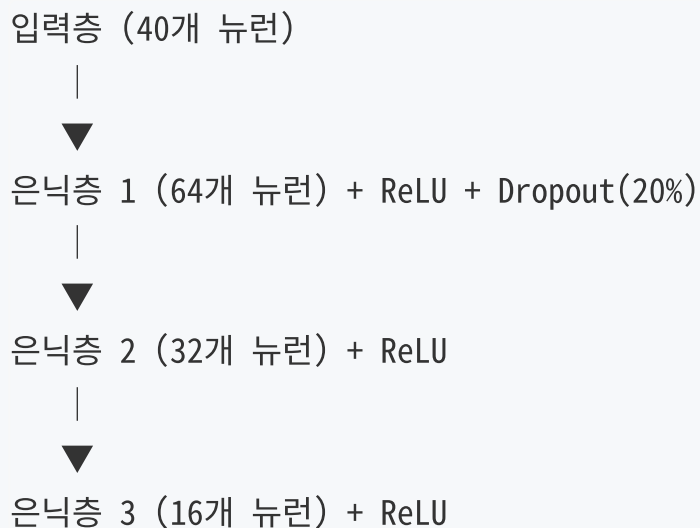 입력층 (40개 뉴런)
│
▼
은닉층 1 (64개 뉴런) + ReLU + Dropout(20%)
│
▼
은닉층 2 (32개 뉴런) + ReLU
│
▼
은닉층 3 (16개 뉴런) + ReLU